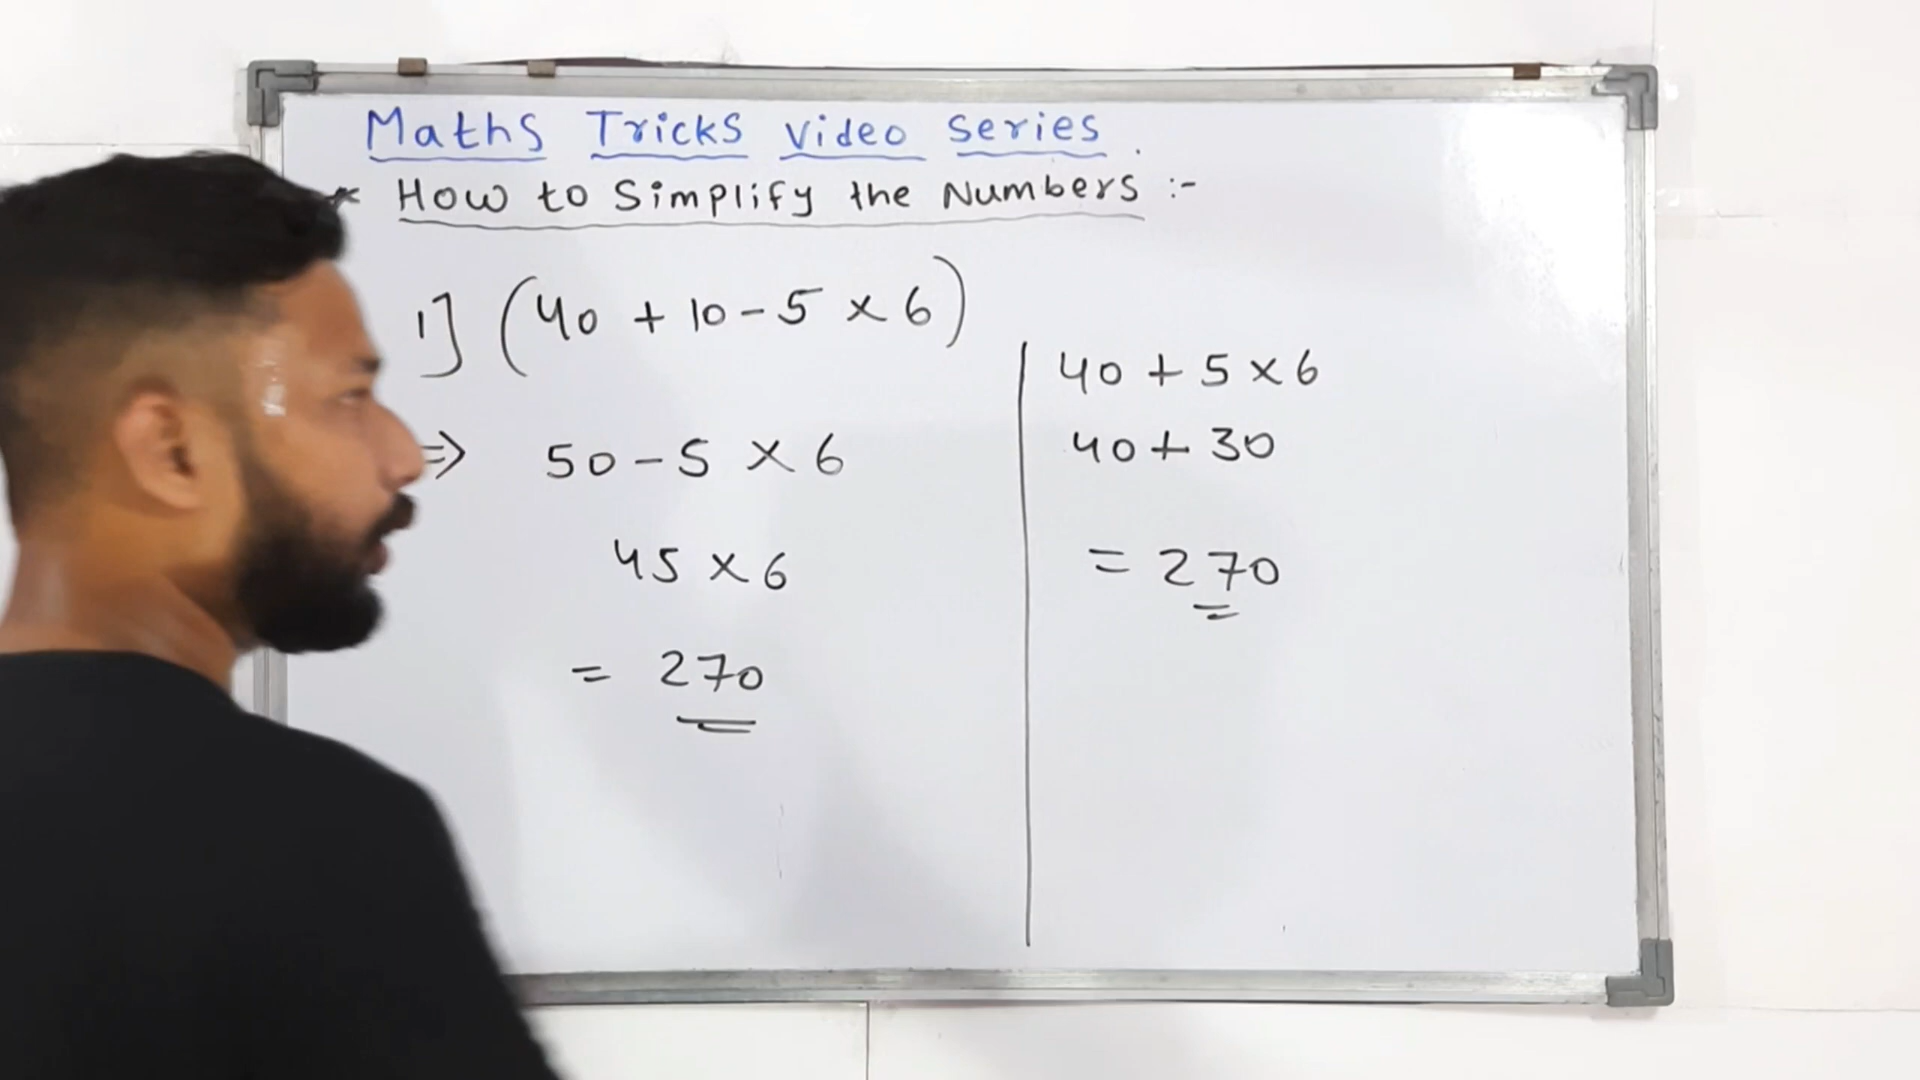 Maths Tricks video series.
* How to Simplify the Numbers :-
1] (40 + 10 - 5 × 6)
⇒ 50 - 5 × 6
45 × 6
= 270
40 + 5 × 6
40 + 30
= 270